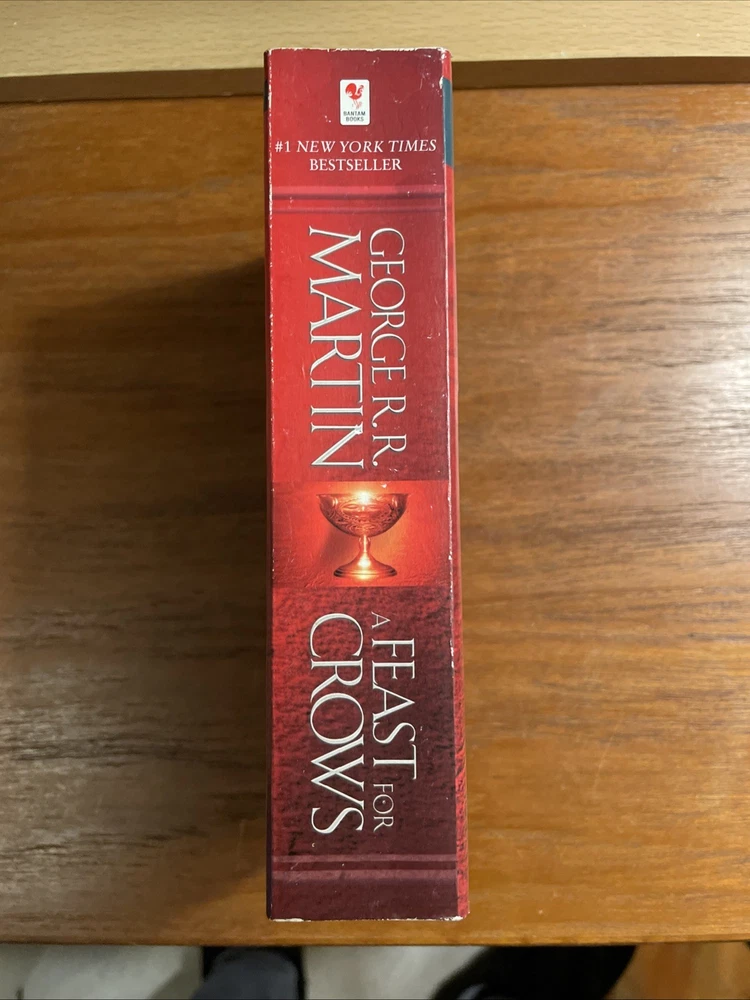 BANTAM
BOOKS
#1 NEW YORK TIMES
BESTSELLER
GEORGE R. R.
MARTIN
A FEAST FOR
CROWS